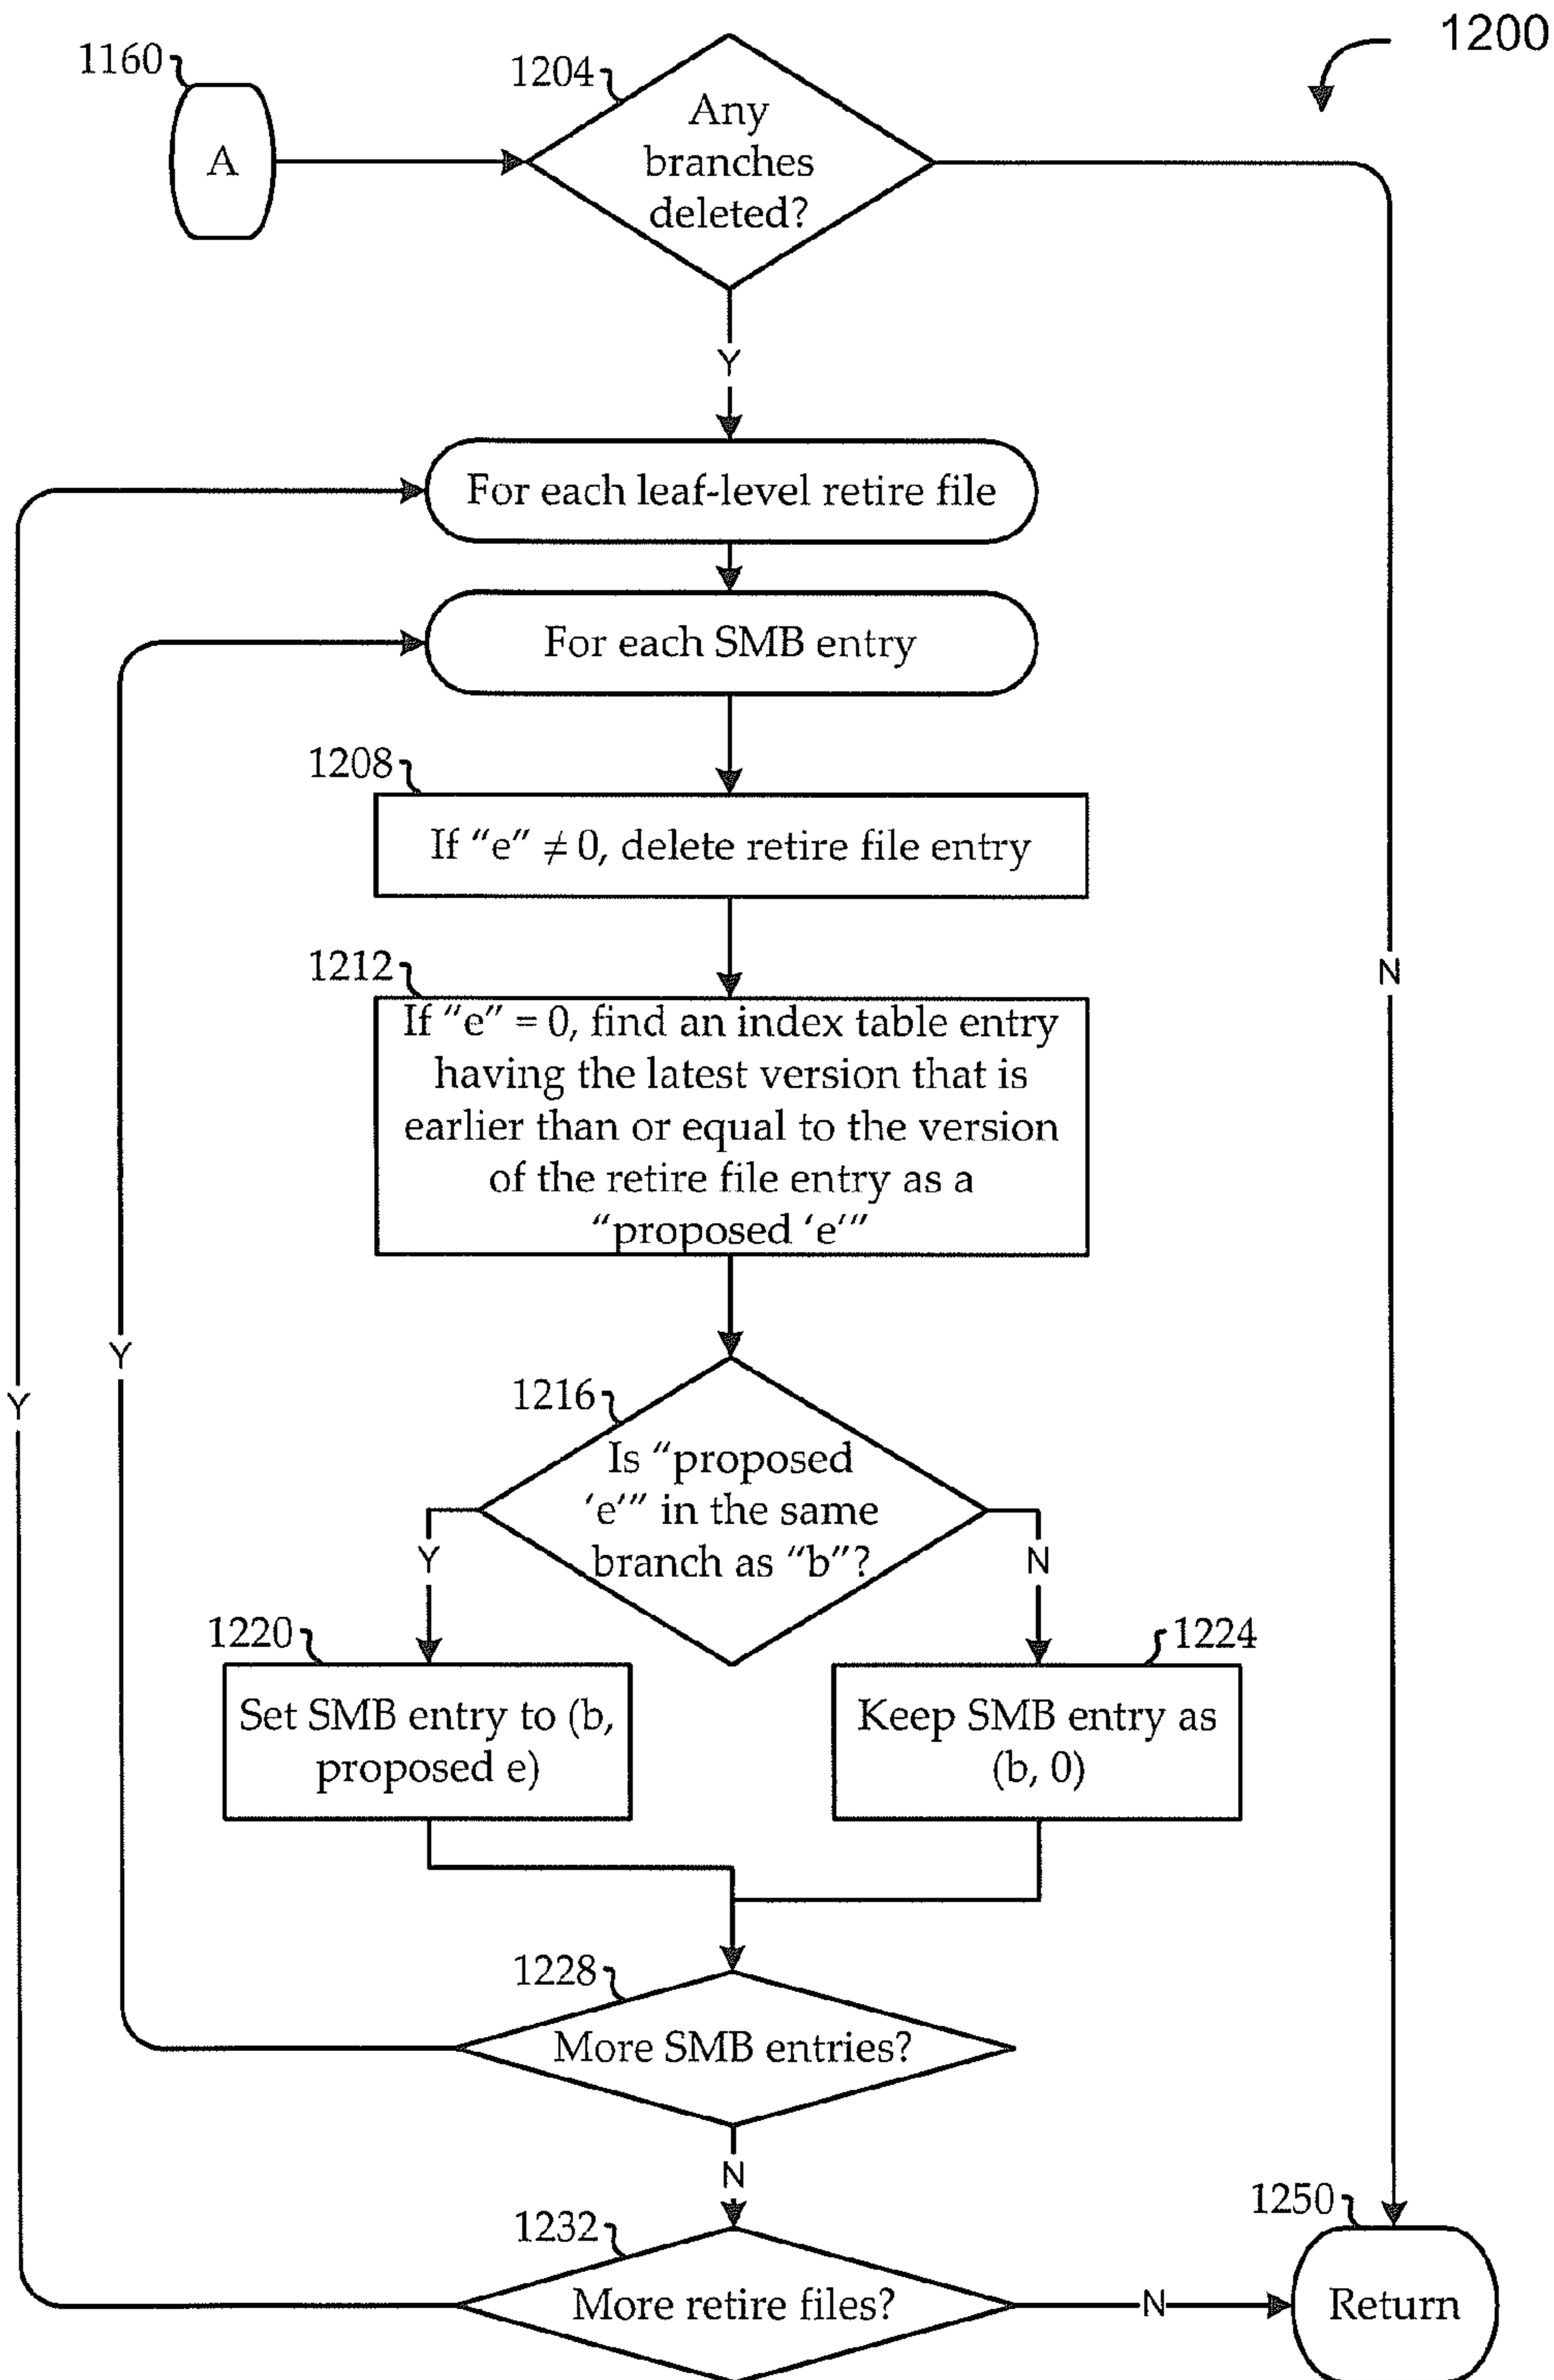 1200
1160
A
1204
Any
branches
deleted?
Y
For each leaf-level retire file
For each SMB entry
1208
If “e” ≠ 0, delete retire file entry
N
1212
If “e” = 0, find an index table entry
having the latest version that is
earlier than or equal to the version
of the retire file entry as a
“proposed ‘e’”
Y
Y
1216
Is “proposed
‘e’” in the same
branch as “b”?
Y
N
1220
Set SMB entry to (b,
proposed e)
1224
Keep SMB entry as
(b, 0)
1228
More SMB entries?
N
1232
More retire files?
N
1250
Return